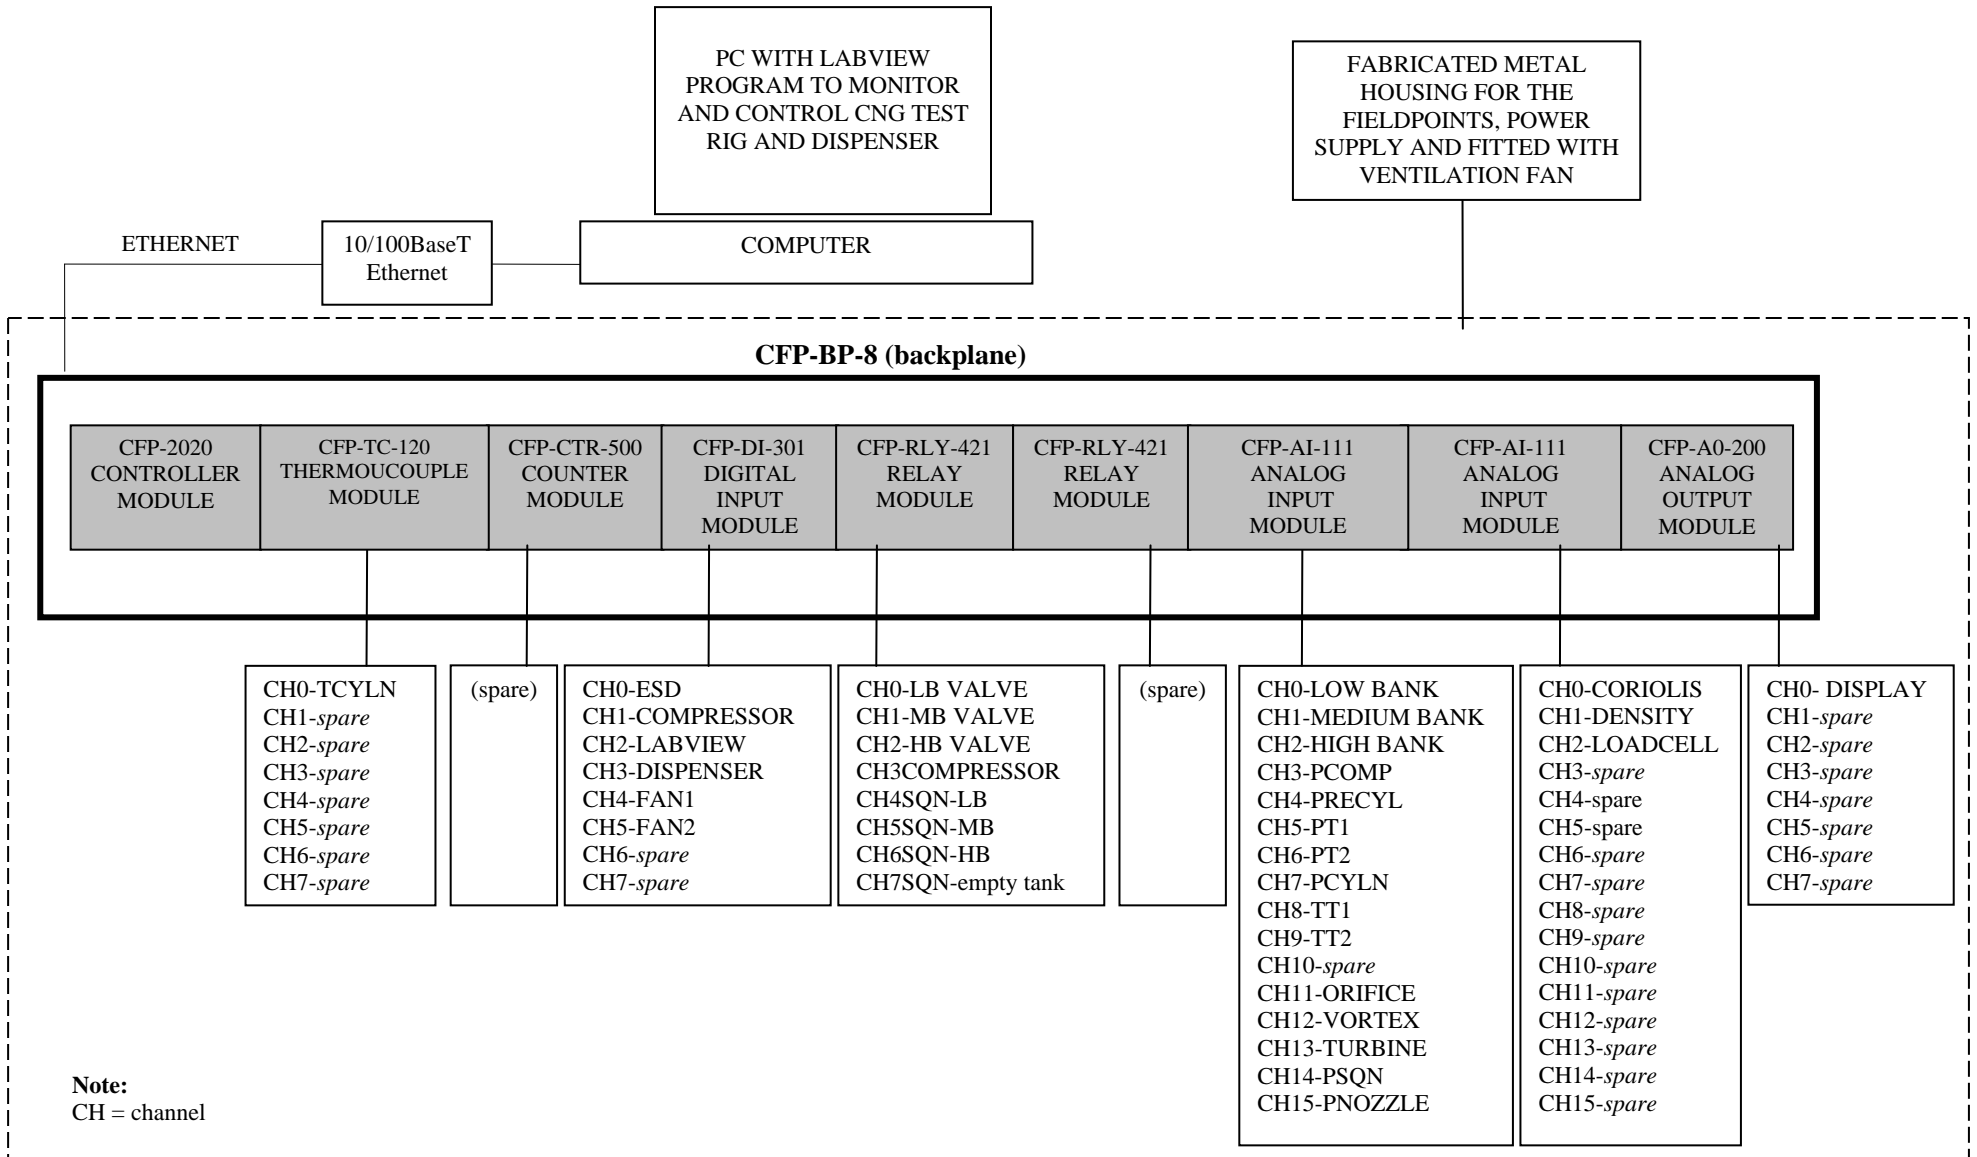 PC WITH LABVIEW
PROGRAM TO MONITOR
AND CONTROL CNG TEST
RIG AND DISPENSER
FABRICATED METAL
HOUSING FOR THE
FIELDPOINTS, POWER
SUPPLY AND FITTED WITH
VENTILATION FAN
ETHERNET
10/100BaseT
Ethernet
COMPUTER
CFP-BP-8 (backplane)
CFP-2020
CONTROLLER
MODULE
CFP-TC-120
THERMOUCOUPLE
MODULE
CFP-CTR-500
COUNTER
MODULE
CFP-DI-301
DIGITAL
INPUT
MODULE
CFP-RLY-421
RELAY
MODULE
CFP-RLY-421
RELAY
MODULE
CFP-AI-111
ANALOG
INPUT
MODULE
CFP-AI-111
ANALOG
INPUT
MODULE
CFP-A0-200
ANALOG
OUTPUT
MODULE
CH0-TCYLN
CH1-spare
CH2-spare
CH3-spare
CH4-spare
CH5-spare
CH6-spare
CH7-spare
(spare)
CH0-ESD
CH1-COMPRESSOR
CH2-LABVIEW
CH3-DISPENSER
CH4-FAN1
CH5-FAN2
CH6-spare
CH7-spare
CH0-LB VALVE
CH1-MB VALVE
CH2-HB VALVE
CH3COMPRESSOR
CH4SQN-LB
CH5SQN-MB
CH6SQN-HB
CH7SQN-empty tank
(spare)
CH0-LOW BANK
CH1-MEDIUM BANK
CH2-HIGH BANK
CH3-PCOMP
CH4-PRECYL
CH5-PT1
CH6-PT2
CH7-PCYLN
CH8-TT1
CH9-TT2
CH10-spare
CH11-ORIFICE
CH12-VORTEX
CH13-TURBINE
CH14-PSQN
CH15-PNOZZLE
CH0-CORIOLIS
CH1-DENSITY
CH2-LOADCELL
CH3-spare
CH4-spare
CH5-spare
CH6-spare
CH7-spare
CH8-spare
CH9-spare
CH10-spare
CH11-spare
CH12-spare
CH13-spare
CH14-spare
CH15-spare
CH0- DISPLAY
CH1-spare
CH2-spare
CH3-spare
CH4-spare
CH5-spare
CH6-spare
CH7-spare
Note:
CH = channel